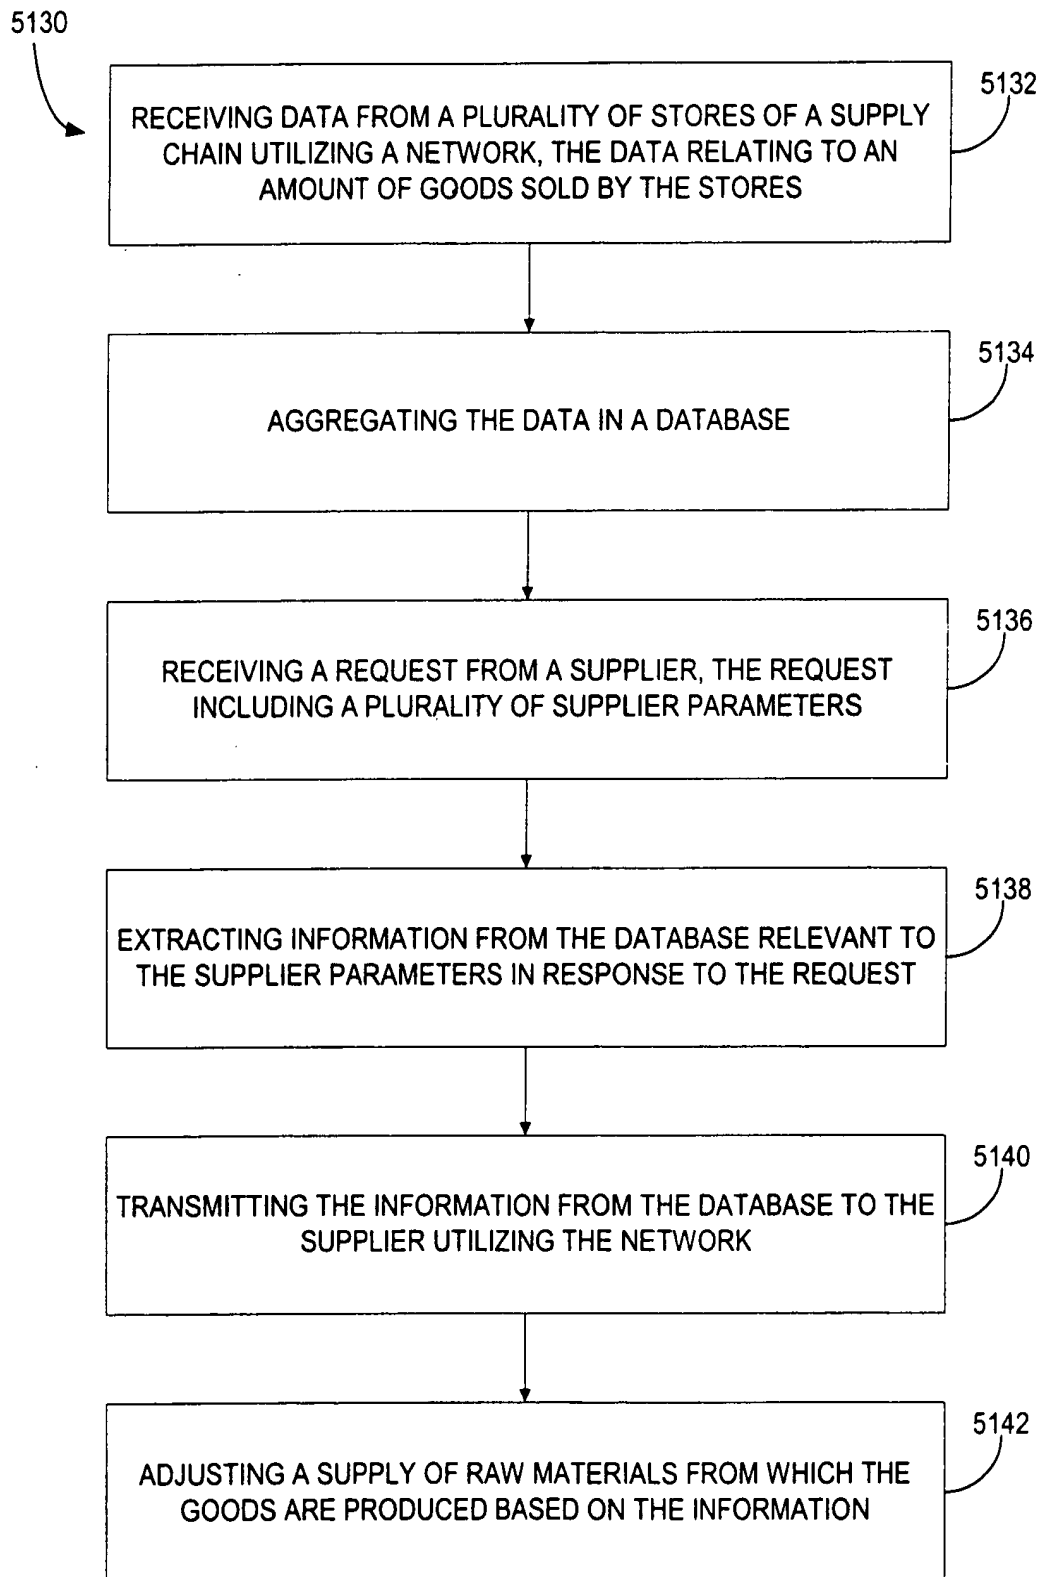 5130
RECEIVING DATA FROM A PLURALITY OF STORES OF A SUPPLY
CHAIN UTILIZING A NETWORK, THE DATA RELATING TO AN
AMOUNT OF GOODS SOLD BY THE STORES
5132
AGGREGATING THE DATA IN A DATABASE
5134
RECEIVING A REQUEST FROM A SUPPLIER, THE REQUEST
INCLUDING A PLURALITY OF SUPPLIER PARAMETERS
5136
EXTRACTING INFORMATION FROM THE DATABASE RELEVANT TO
THE SUPPLIER PARAMETERS IN RESPONSE TO THE REQUEST
5138
TRANSMITTING THE INFORMATION FROM THE DATABASE TO THE
SUPPLIER UTILIZING THE NETWORK
5140
ADJUSTING A SUPPLY OF RAW MATERIALS FROM WHICH THE
GOODS ARE PRODUCED BASED ON THE INFORMATION
5142